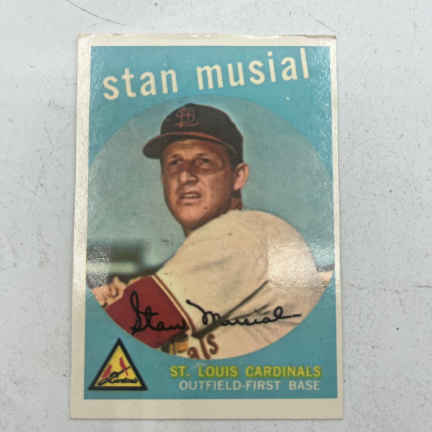 stan musial
Stan Musial
ST. LOUIS CARDINALS
OUTFIELD-FIRST BASE